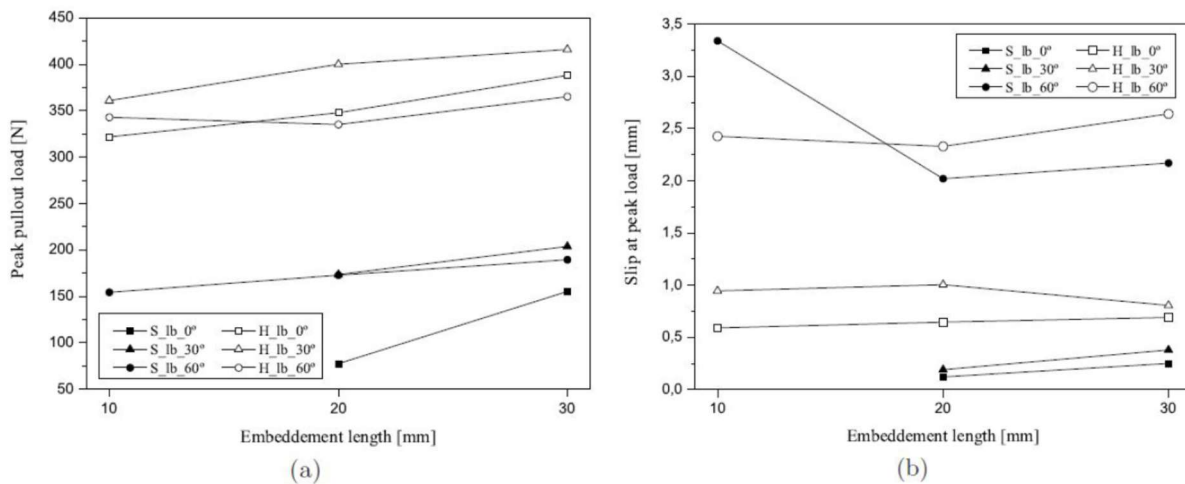 450
400
350
300
250
200
150
100
50
Peak pullout load [N]
S_lb_0º H_lb_0º
S_lb_30º H_lb_30º
S_lb_60º H_lb_60º
10 20 30
Embeddement length [mm]
(a)
3,5
3,0
2,5
2,0
1,5
1,0
0,5
0,0
Slip at peak load [mm]
S_lb_0º H_lb_0º
S_lb_30º H_lb_30º
S_lb_60º H_lb_60º
10 20 30
Embeddement length [mm]
(b)